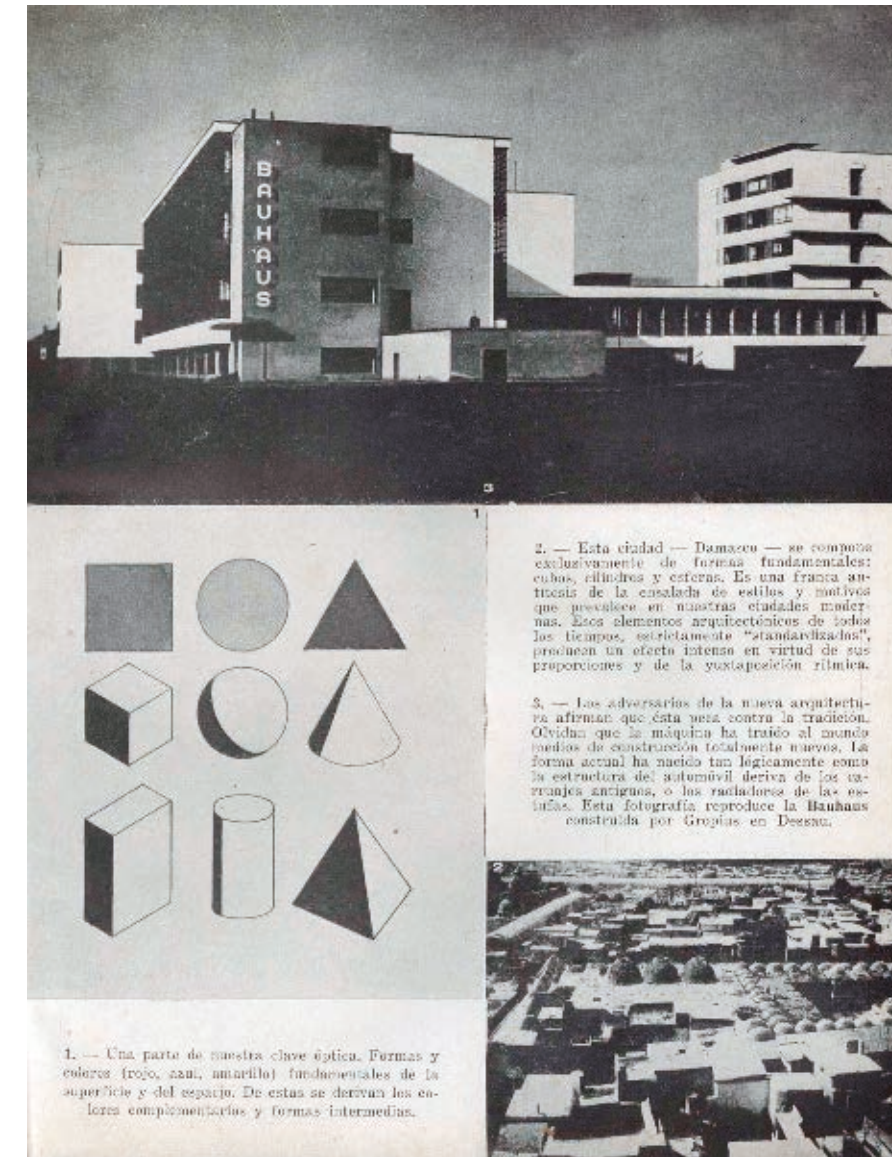 BAUHAUS
3
1
2. — Esta ciudad — Damasco — se compone
exclusivamente de formas fundamentales:
cubos, cilindros y esferas. Es una franca an-
títesis de la ensalada de estilos y motivos
que prevalece en nuestras ciudades moder-
nas. Esos elementos arquitectónicos de todos
los tiempos, estrictamente "standardizados",
producen un efecto intenso en virtud de sus
proporciones y de la yuxtaposición rítmica.
3. — Los adversarios de la nueva arquitectu-
ra afirman que ésta peca contra la tradición.
Olvidan que la máquina ha traído al mundo
medios de construcción totalmente nuevos. La
forma actual ha nacido tan lógicamente como
la estructura del automóvil deriva de los ca-
rruajes antiguos, o los radiadores de las es-
tufas. Esta fotografía reproduce la Bauhaus
construída por Gropius en Dessau.
2
1. — Una parte de nuestra clave óptica. Formas y
colores (rojo, azul, amarillo) fundamentales de la
superficie y del espacio. De estas se derivan los co-
lores complementarios y formas intermedias.